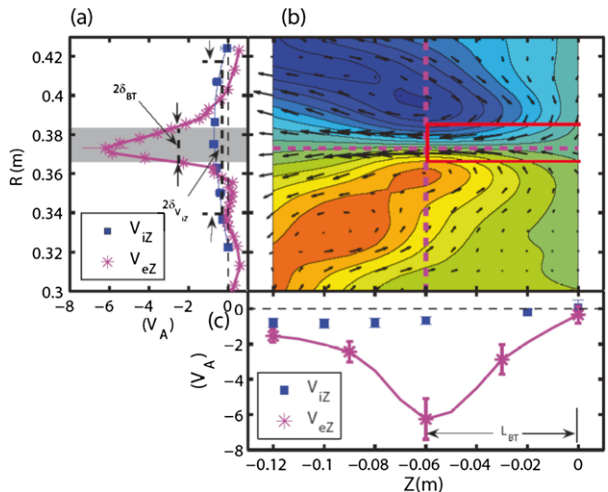 (a)
(b)
0.42
0.4
0.38
0.36
0.34
0.32
0.3
R (m)
2δBT
2δViZ
ViZ
VeZ
−8 −6 −4 −2 0
(VA)
(c)
0
−2
−4
−6
−8
(VA)
ViZ
VeZ
LBT
−0.12 −0.1 −0.08 −0.06 −0.04 −0.02 0
Z(m)